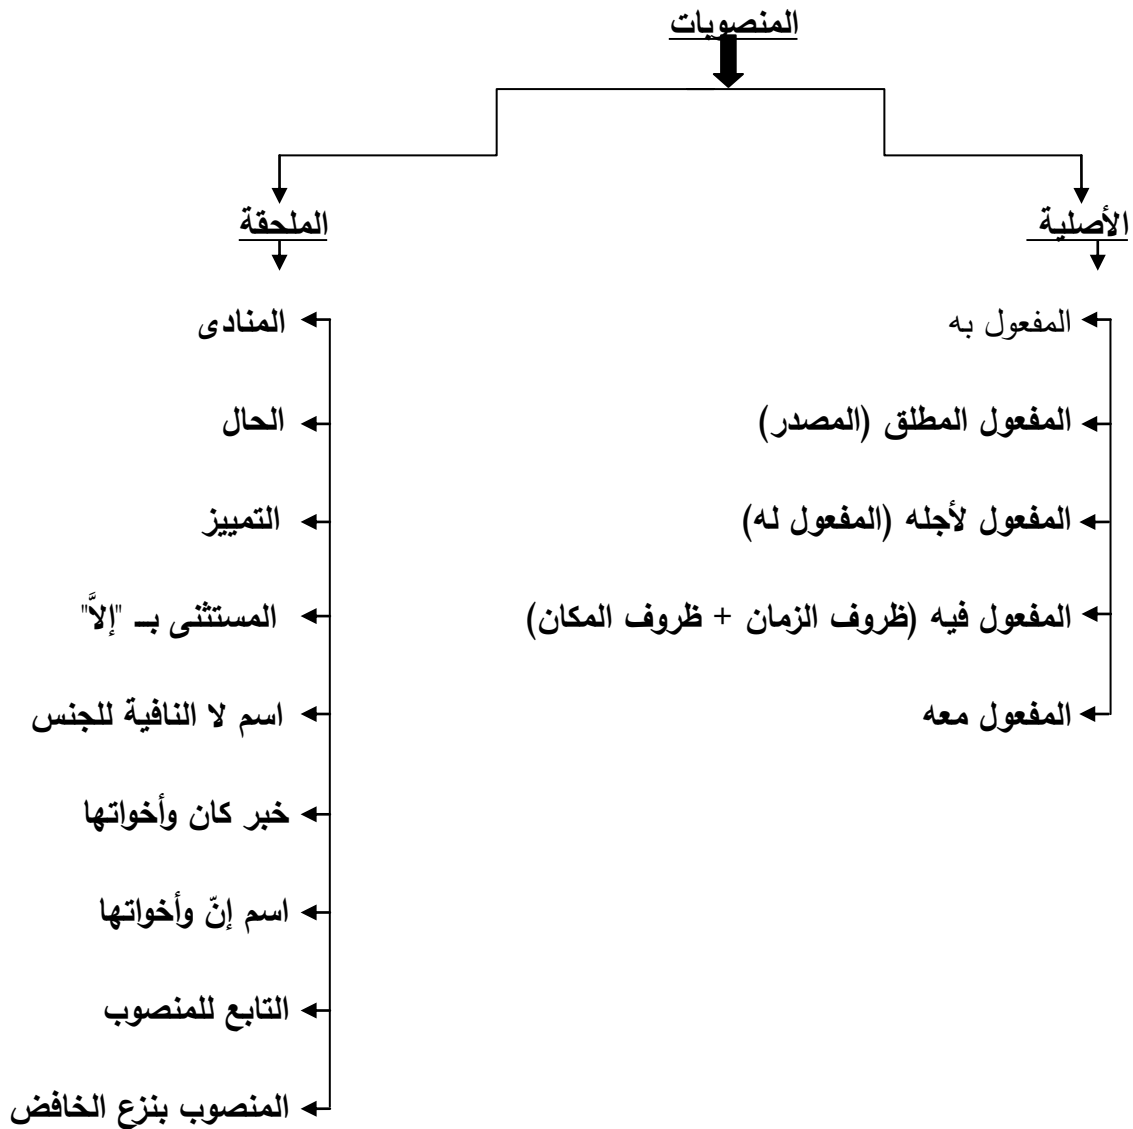 المنصوبات
الأصلية
الملحقة
المفعول به
المنادى
المفعول المطلق (المصدر)
الحال
المفعول لأجله (المفعول له)
التمييز
المفعول فيه (ظروف الزمان + ظروف المكان)
المستثنى بـ "إلاَّ"
المفعول معه
اسم لا النافية للجنس
خبر كان وأخواتها
اسم إنّ وأخواتها
التابع للمنصوب
المنصوب بنزع الخافض